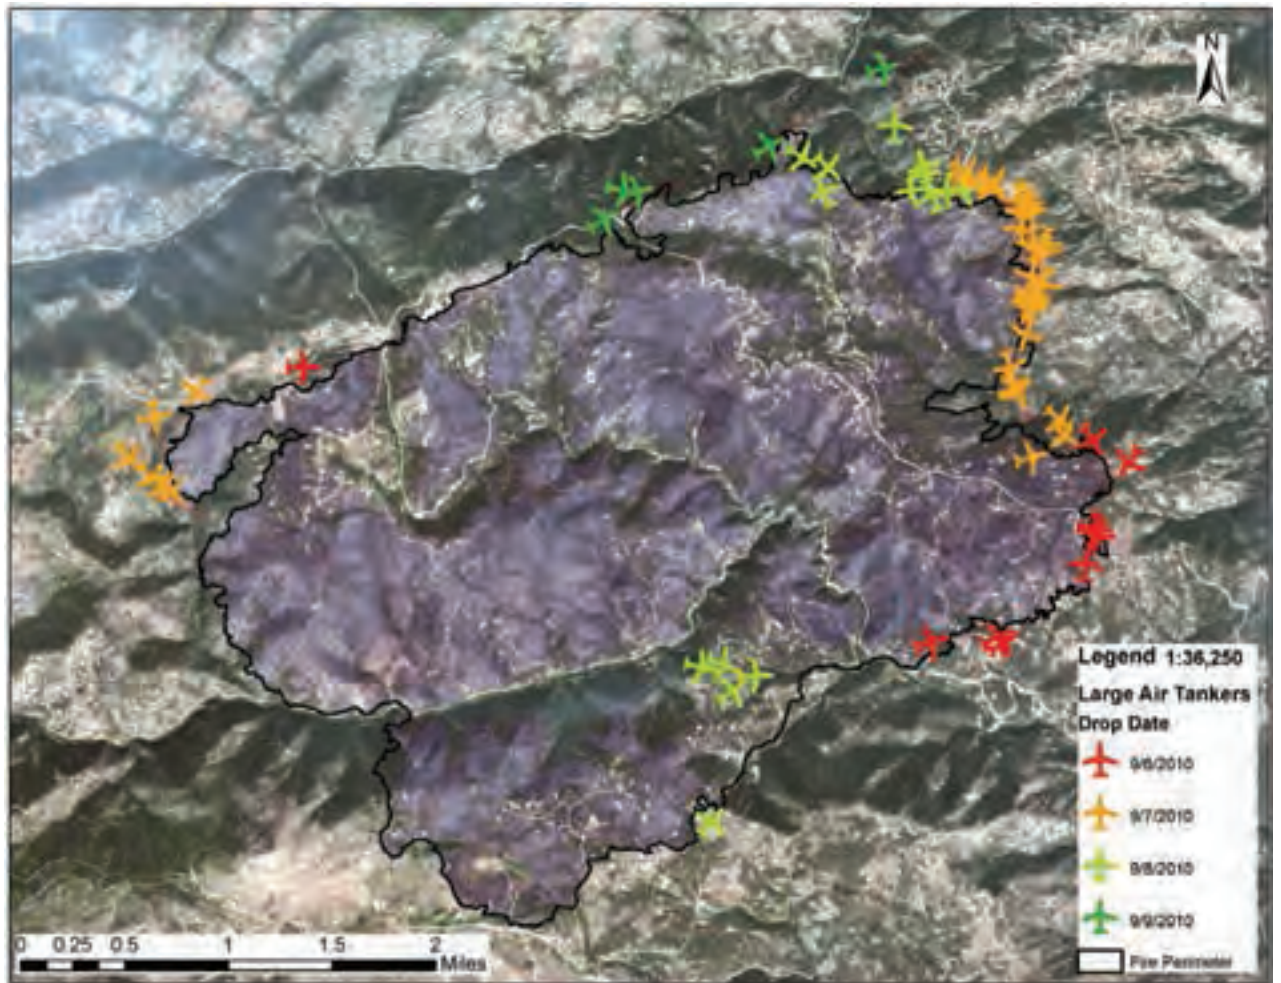 N
Legend 1:36,250
Large Air Tankers
Drop Date
9/6/2010
9/7/2010
9/8/2010
9/9/2010
Fire Perimeter
0 0.25 0.5 1 1.5 2
Miles